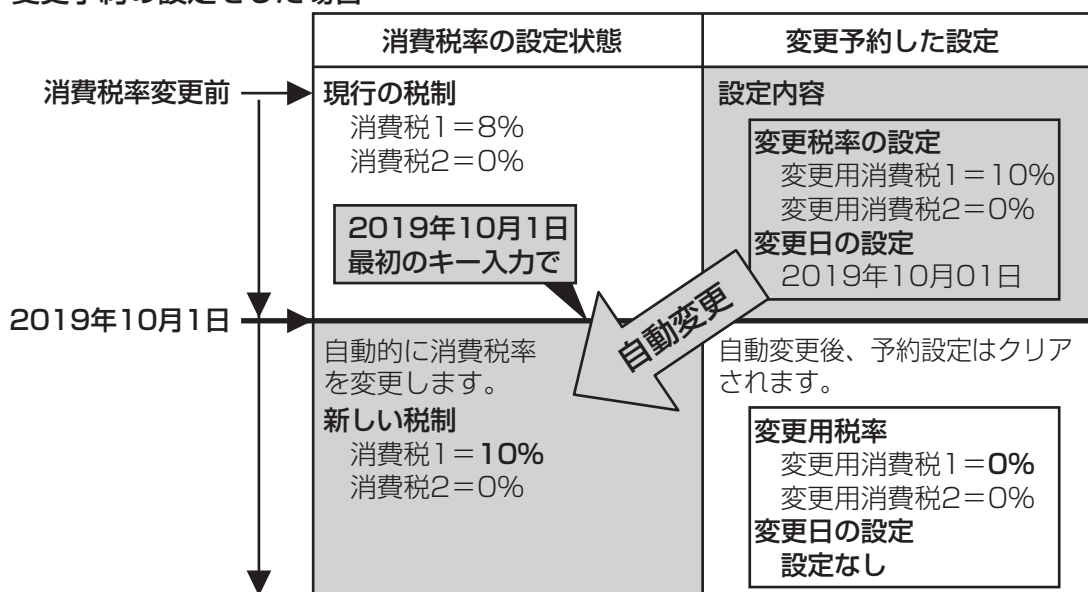 変更予約の設定をした場合
消費税率の設定状態
変更予約した設定
消費税率変更前
現行の税制
消費税1＝8%
消費税2＝0%
2019年10月1日
最初のキー入力で
設定内容
変更税率の設定
変更用消費税1＝10%
変更用消費税2＝0%
変更日の設定
2019年10月01日
自動変更
2019年10月1日
自動的に消費税率
を変更します。
新しい税制
消費税1＝10%
消費税2＝0%
自動変更後、予約設定はクリア
されます。
変更用税率
変更用消費税1＝0%
変更用消費税2＝0%
変更日の設定
設定なし